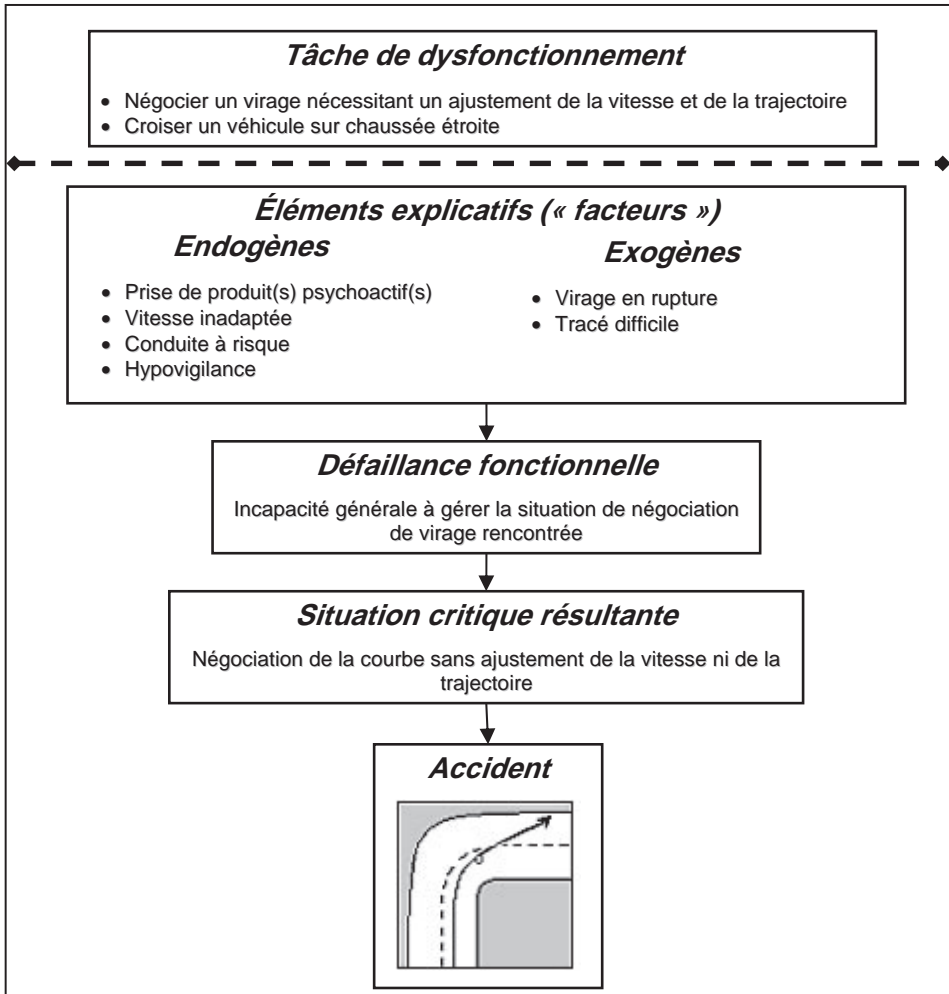 Tâche de dysfonctionnement
• Négocier un virage nécessitant un ajustement de la vitesse et de la trajectoire
• Croiser un véhicule sur chaussée étroite
Éléments explicatifs (« facteurs »)
Endogènes
• Prise de produit(s) psychoactif(s)
• Vitesse inadaptée
• Conduite à risque
• Hypovigilance
Exogènes
• Virage en rupture
• Tracé difficile
Défaillance fonctionnelle
Incapacité générale à gérer la situation de négociation
de virage rencontrée
Situation critique résultante
Négociation de la courbe sans ajustement de la vitesse ni de la
trajectoire
Accident